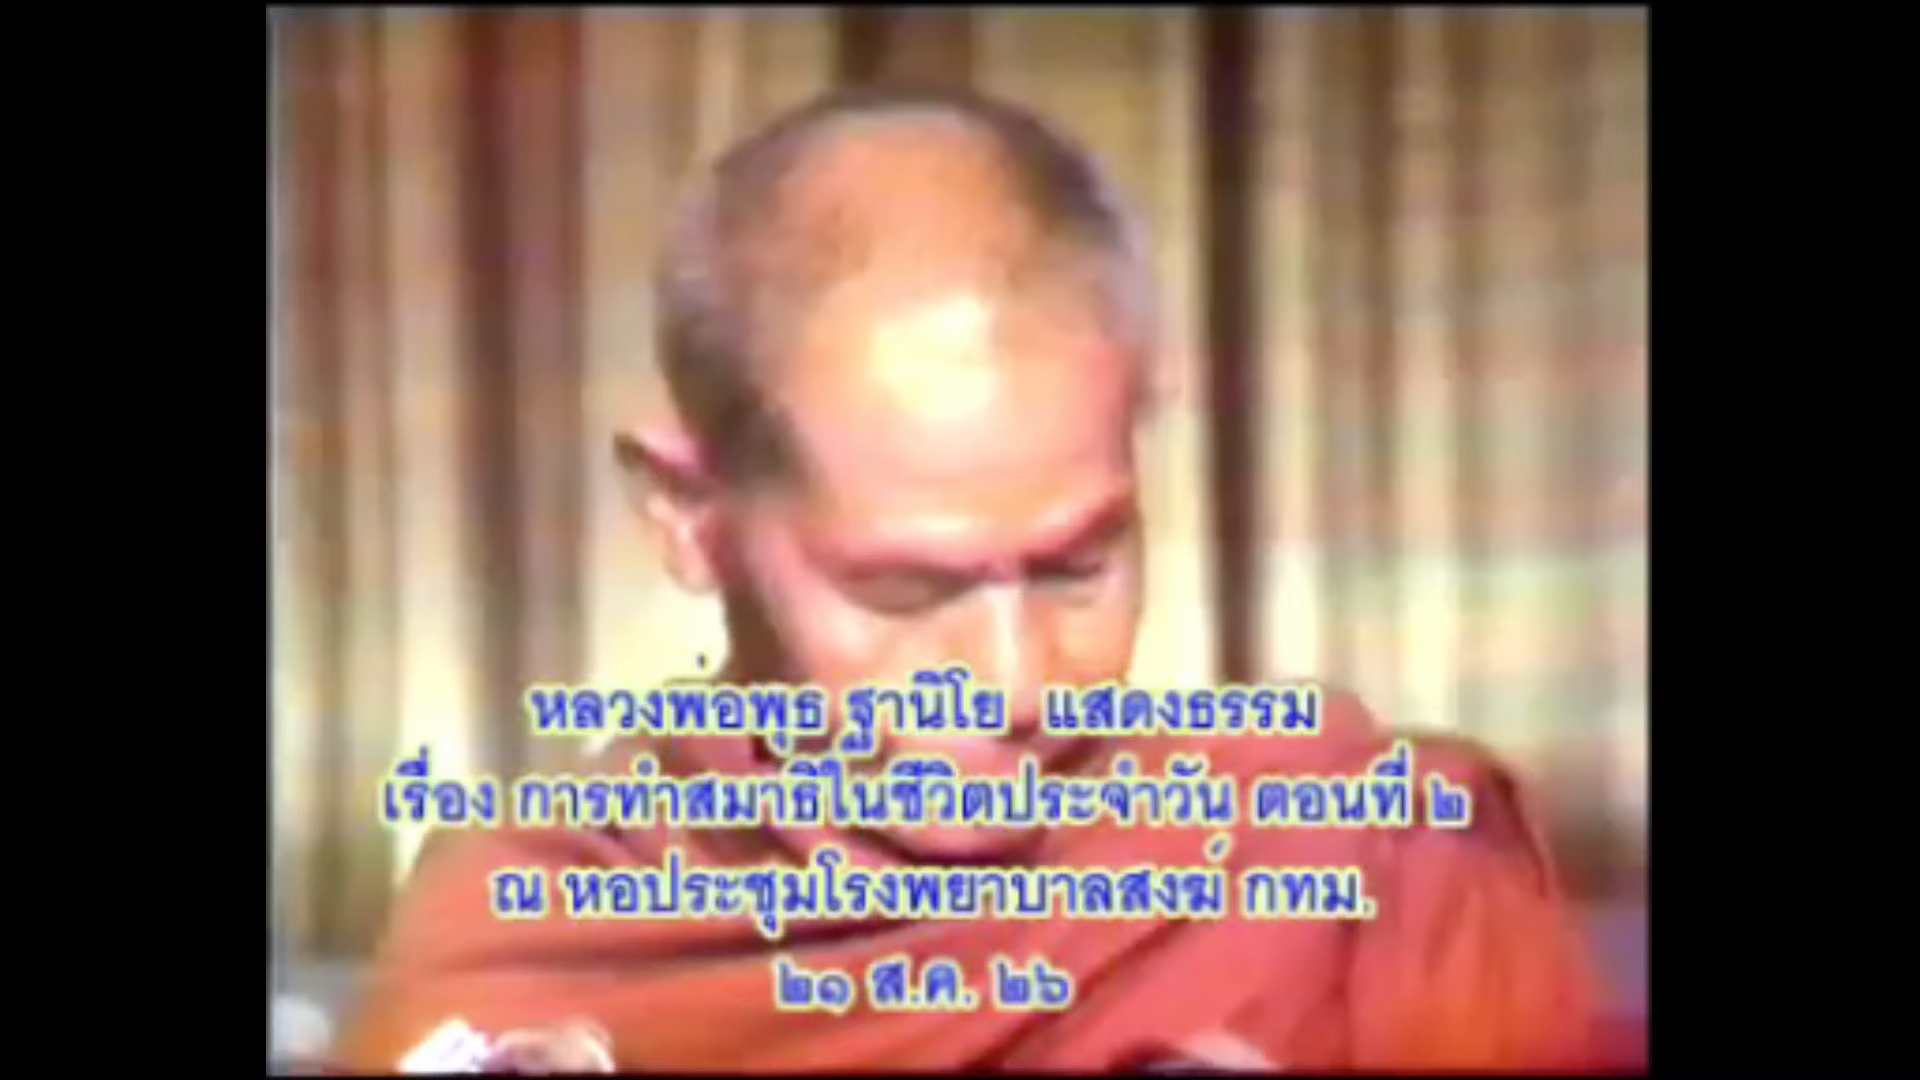 หลวงพ่อพุธ ฐานิโย แสดงธรรม
เรื่อง การทำสมาธิในชีวิตประจำวัน ตอนที่ ๒
ณ หอประชุมโรงพยาบาลสงฆ์ กทม.
๒๑ ส.ค. ๒๖